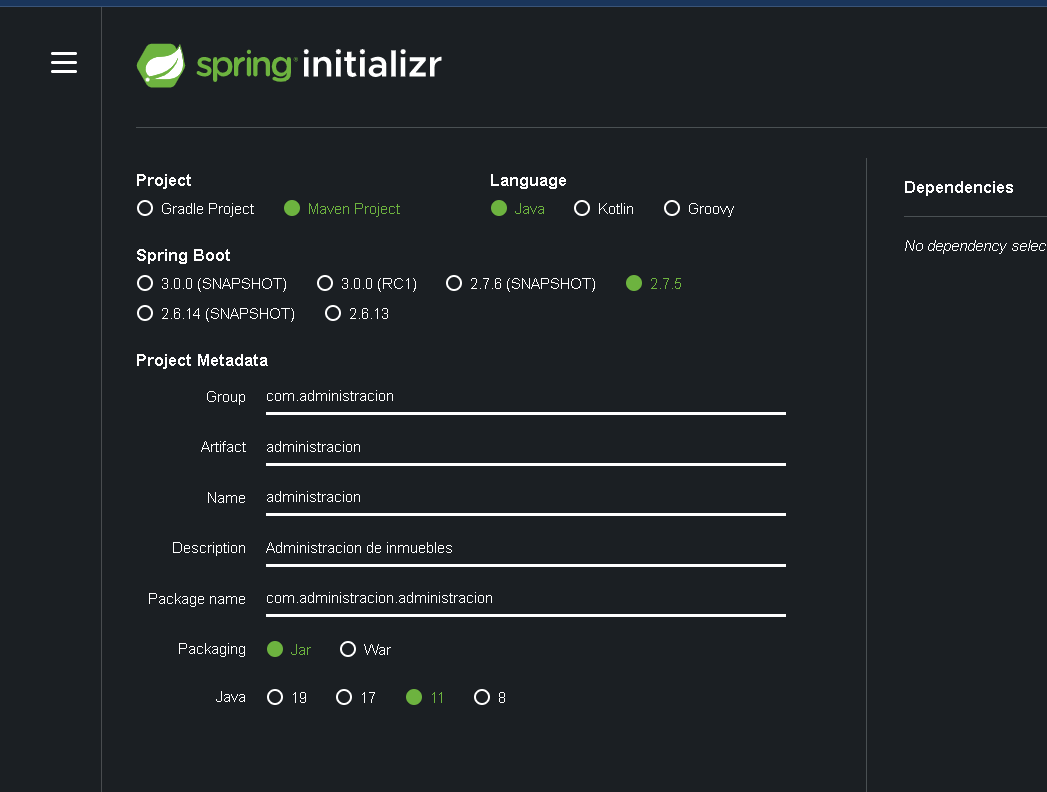 spring initializr
Project
Gradle Project Maven Project
Language
Java Kotlin Groovy
Spring Boot
3.0.0 (SNAPSHOT) 3.0.0 (RC1) 2.7.6 (SNAPSHOT) 2.7.5
2.6.14 (SNAPSHOT) 2.6.13
Project Metadata
Group com.administracion
Artifact administracion
Name administracion
Description Administracion de inmuebles
Package name com.administracion.administracion
Packaging Jar War
Java 19 17 11 8
Dependencies
No dependency selec